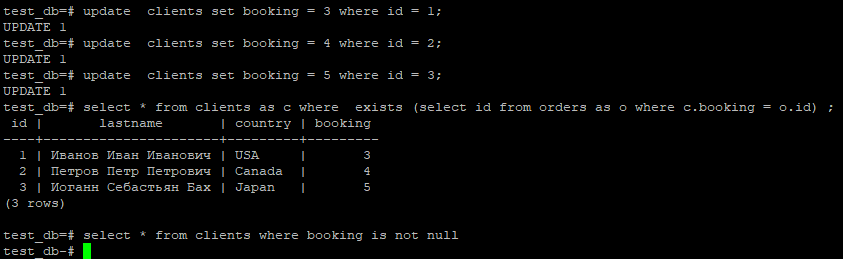 test_db=# update  clients set booking = 3 where id = 1;
UPDATE 1
test_db=# update  clients set booking = 4 where id = 2;
UPDATE 1
test_db=# update  clients set booking = 5 where id = 3;
UPDATE 1
test_db=# select * from clients as c where  exists (select id from orders as o where c.booking = o.id) ;
 id |       lastname       | country | booking
----+----------------------+---------+---------
  1 | Иванов Иван Иванович | USA     |       3
  2 | Петров Петр Петрович | Canada  |       4
  3 | Иоганн Себастьян Бах | Japan   |       5
(3 rows)
test_db=# select * from clients where booking is not null
test_db-#